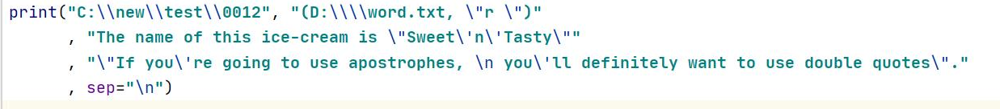 print("C:\\new\\test\\0012", "(D:\\\\word.txt, \"r \")"
, "The name of this ice-cream is \"Sweet\'n\'Tasty\""
, "\"If you\'re going to use apostrophes, \n you\'ll definitely want to use double quotes\"."
, sep="\n")